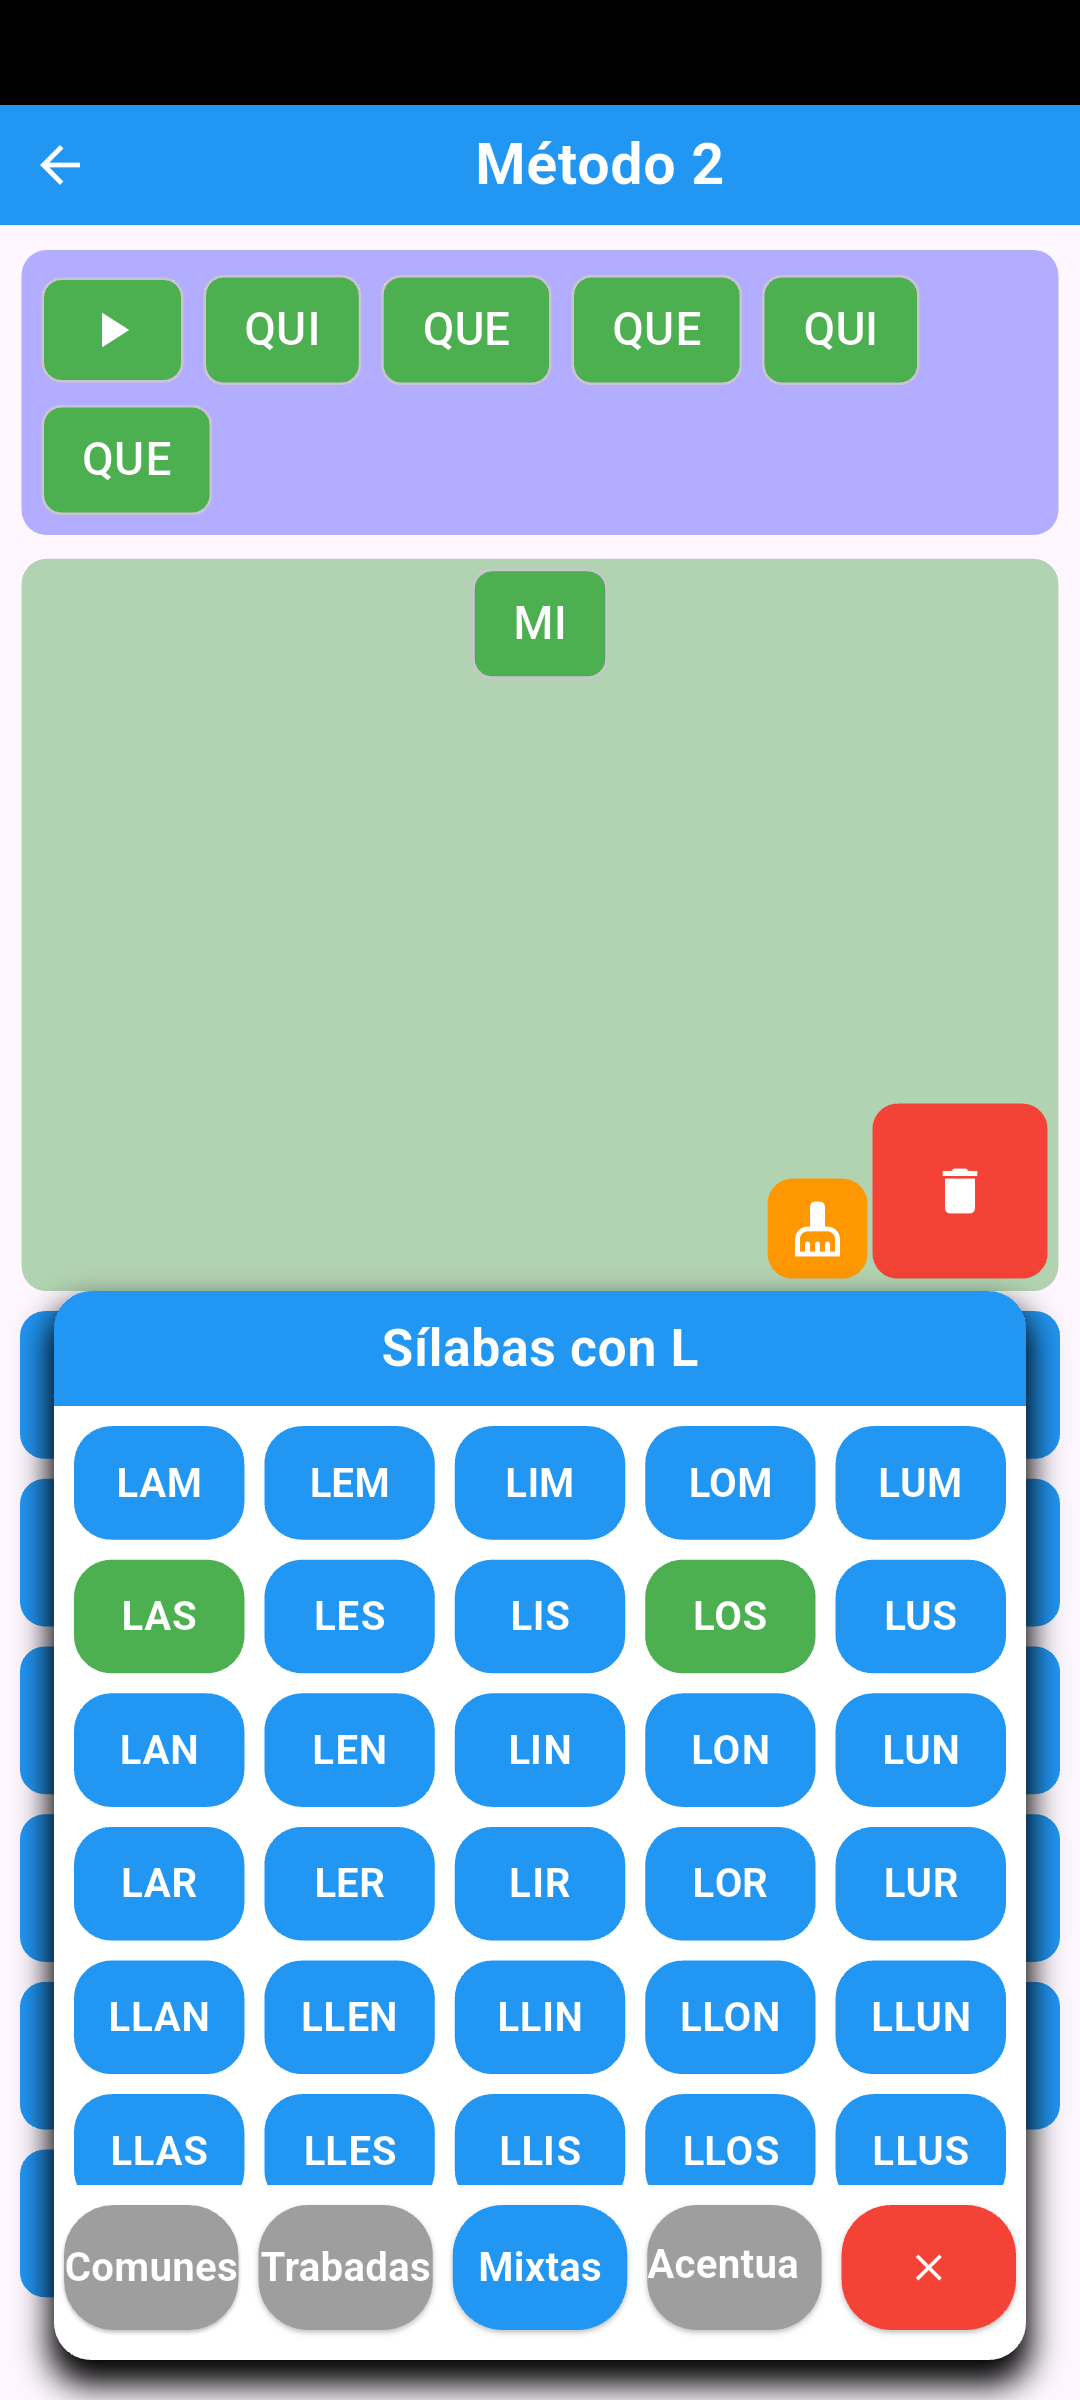 Método 2
QUI QUE QUE QUI
QUE
MI
Sílabas con L
LAM LEM LIM LOM LUM
LAS LES LIS LOS LUS
LAN LEN LIN LON LUN
LAR LER LIR LOR LUR
LLAN LLEN LLIN LLON LLUN
LLAS LLES LLIS LLOS LLUS
Comunes Trabadas Mixtas Acentua